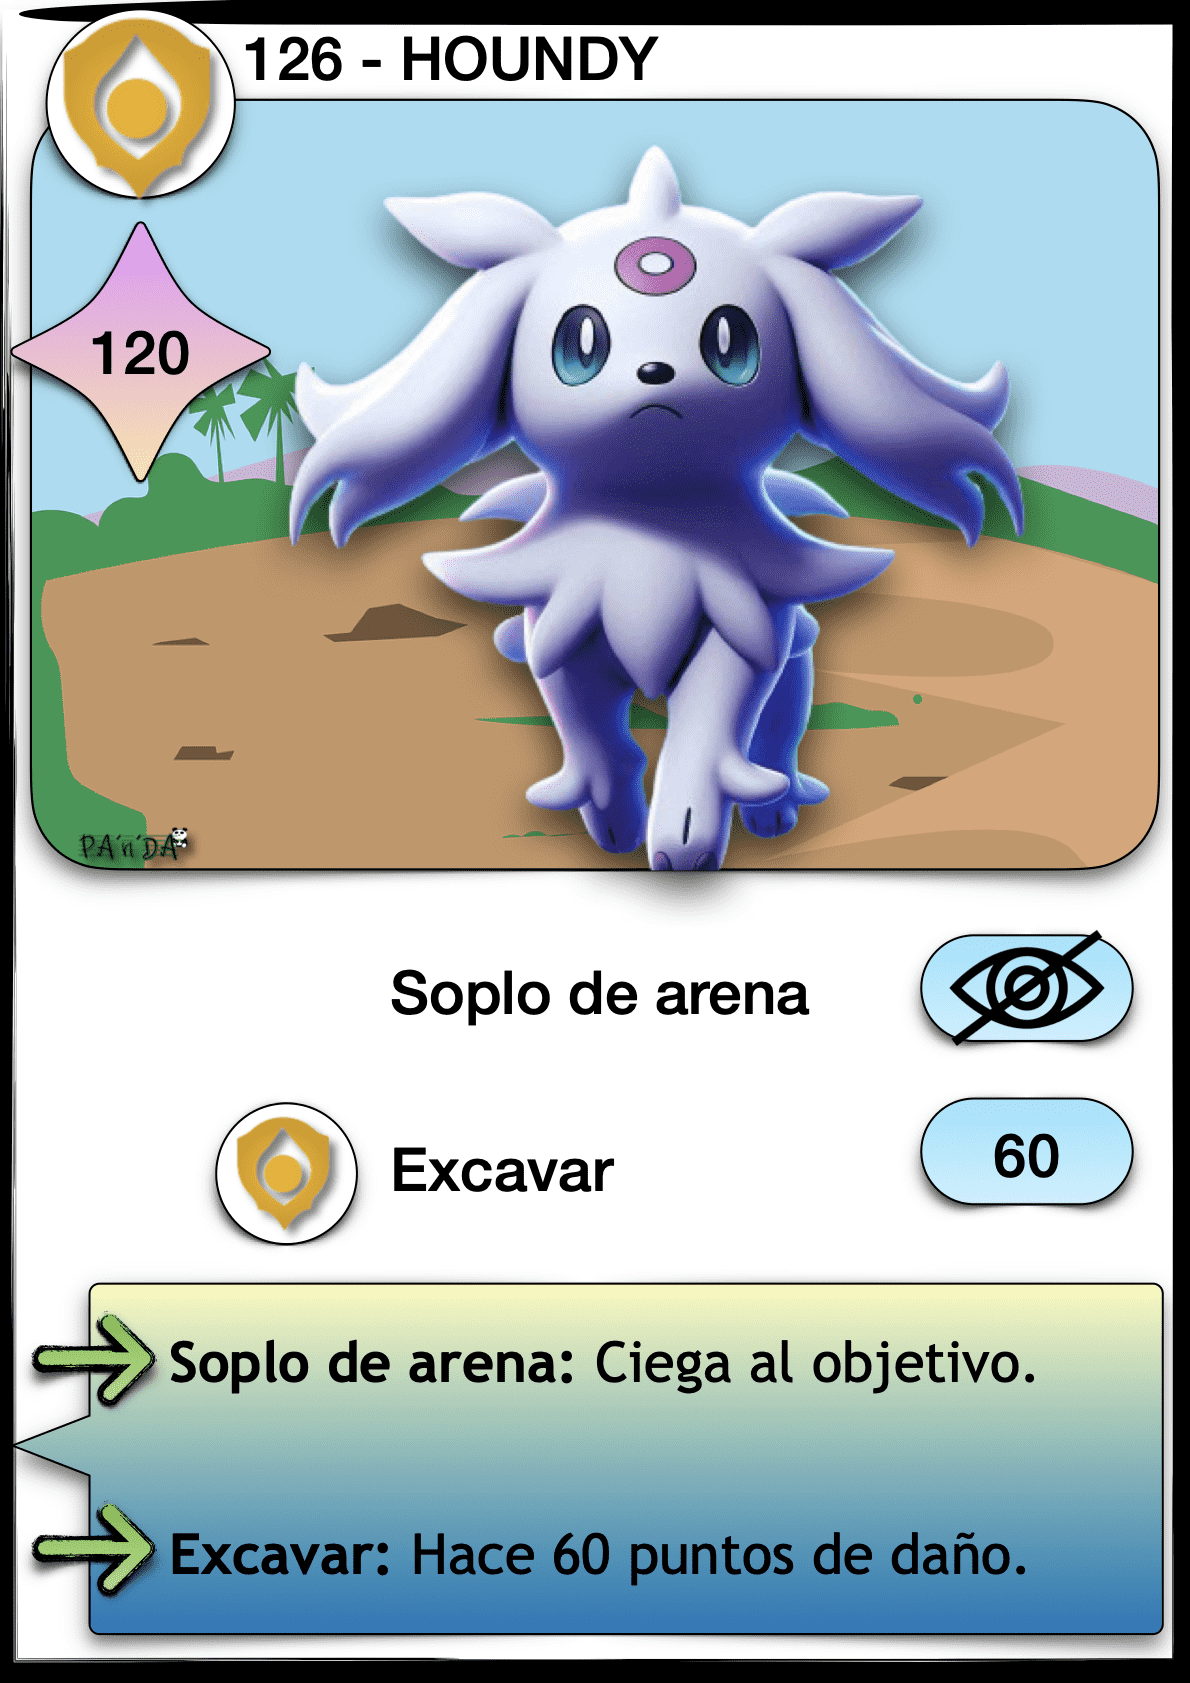 126 - HOUNDY
120
PA´n´DA
Soplo de arena
Excavar
60
Soplo de arena: Ciega al objetivo.
Excavar: Hace 60 puntos de daño.